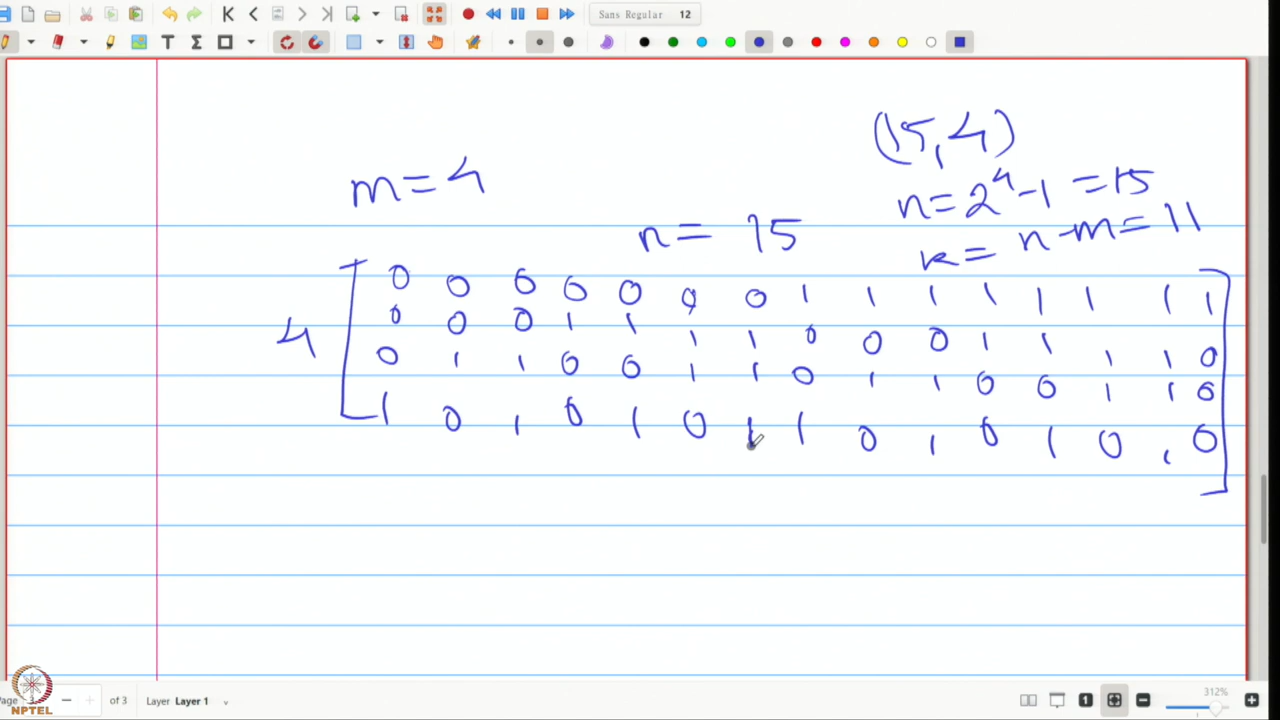 Sans Regular 12
(15,4)
m = 4
n = 2^4 - 1 = 15
n = 15
k = n - m = 11
0 0 0 0 0 0 0 1 1 1 1 1 1 1 1
0 0 0 1 1 1 1 0 0 0 1 1 1 1 0
4
0 1 1 0 0 1 1 0 1 1 0 0 1 1 0
1 0 1 0 1 0 1 1 0 1 0 1 0 1 0
Page 3 of 3 Layer Layer 1 312%
NPTEL